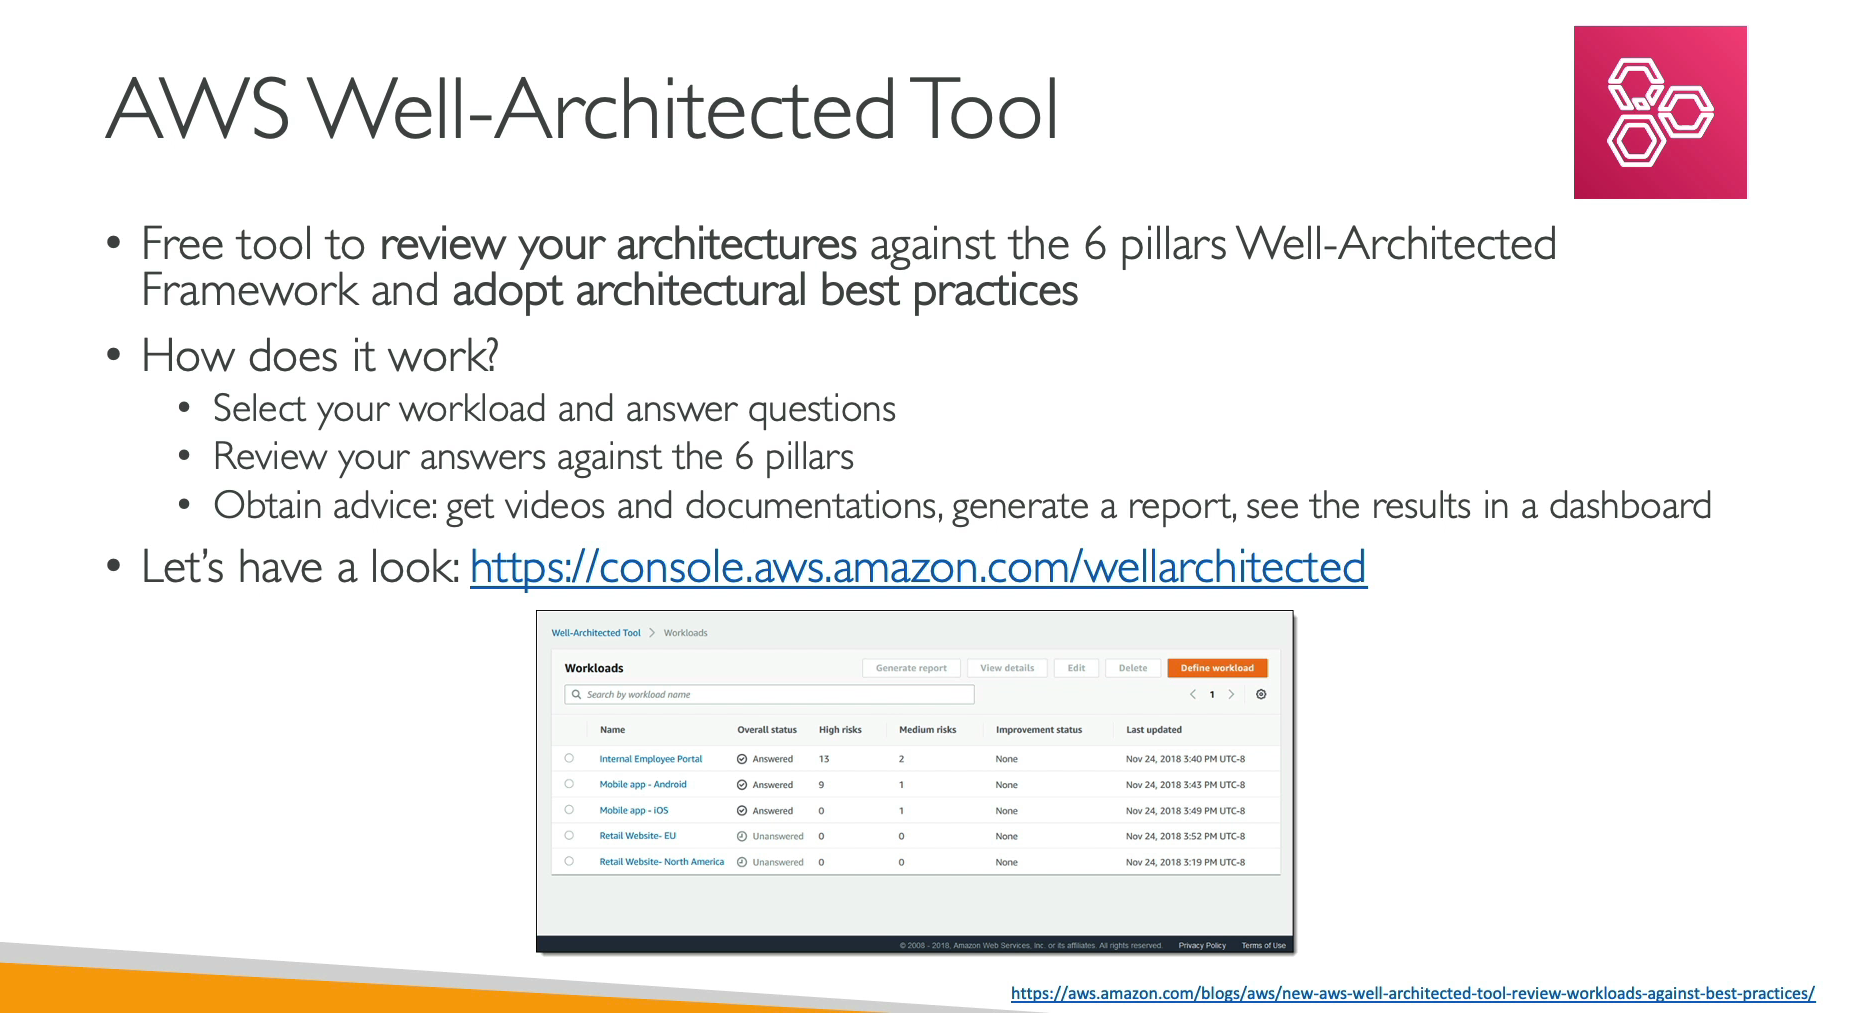 AWS Well-Architected Tool
• Free tool to review your architectures against the 6 pillars Well-Architected
Framework and adopt architectural best practices
• How does it work?
• Select your workload and answer questions
• Review your answers against the 6 pillars
• Obtain advice: get videos and documentations, generate a report, see the results in a dashboard
• Let's have a look: https://console.aws.amazon.com/wellarchitected
Well-Architected Tool > Workloads
Workloads Generate report View details Edit Delete Define workload
Search by workload name < 1 >
Name Overall status High risks Medium risks Improvement status Last updated
Internal Employee Portal Answered 13 2 None Nov 24, 2018 3:40 PM UTC-8
Mobile app - Android Answered 9 1 None Nov 24, 2018 3:43 PM UTC-8
Mobile app - iOS Answered 0 1 None Nov 24, 2018 3:49 PM UTC-8
Retail Website- EU Unanswered 0 0 None Nov 24, 2018 3:52 PM UTC-8
Retail Website- North America Unanswered 0 0 None Nov 24, 2018 3:19 PM UTC-8
© 2008 - 2018, Amazon Web Services, Inc. or its affiliates. All rights reserved. Privacy Policy Terms of Use
https://aws.amazon.com/blogs/aws/new-aws-well-architected-tool-review-workloads-against-best-practices/